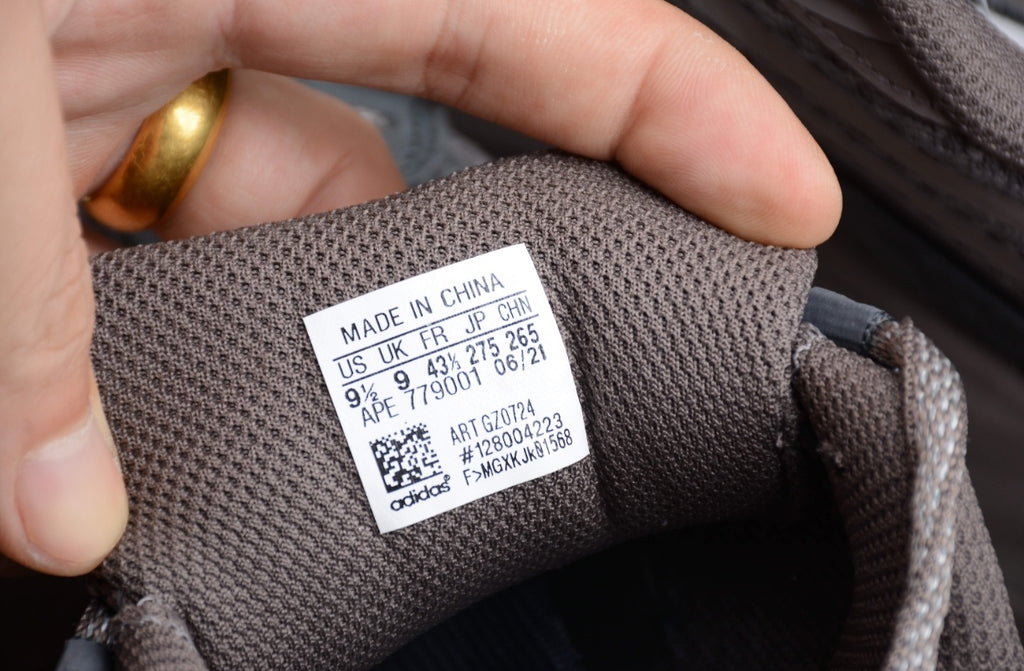 MADE IN CHINA
US UK FR JP CHN
9½ 9 43⅓ 275 265
APE 779001 06/21
ART GZ0724
#128004223
F>MGXKJk01568
adidas®